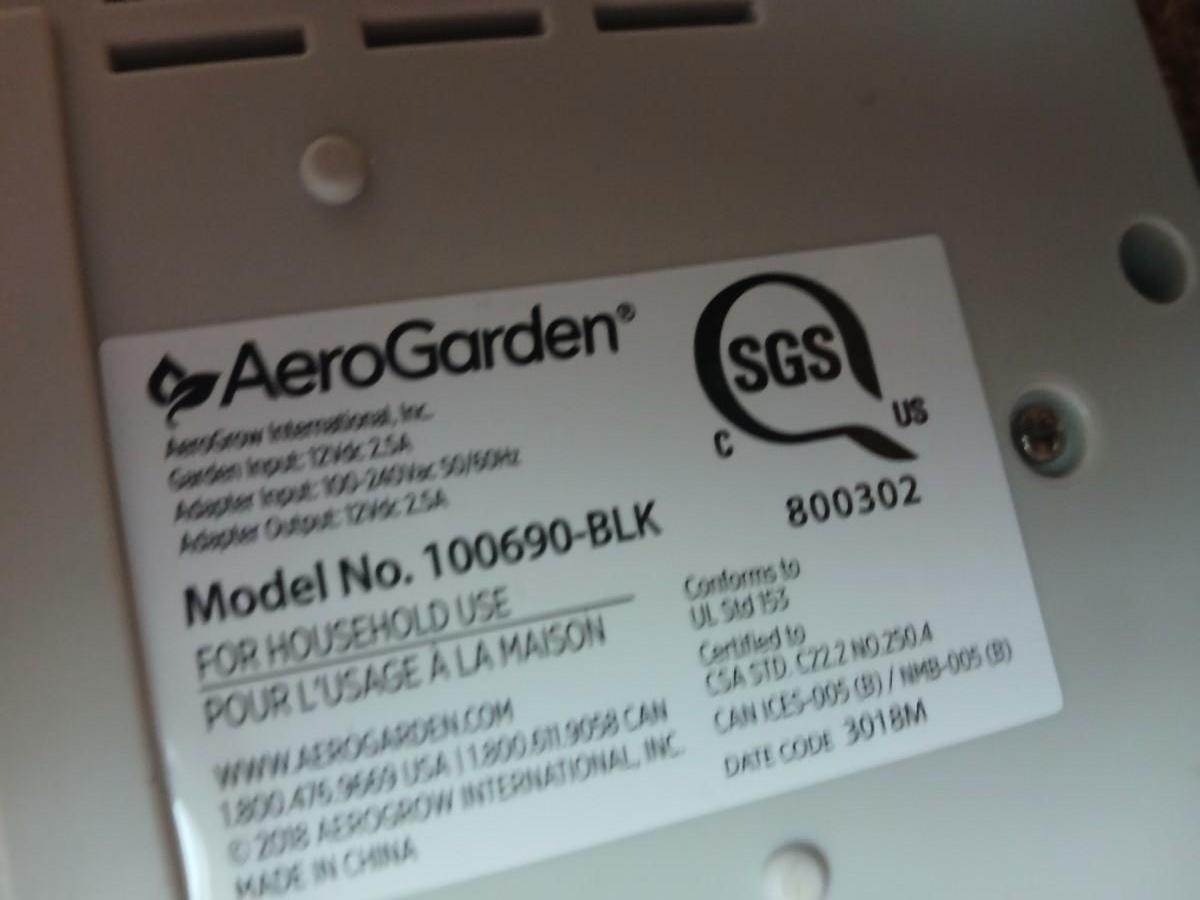 AeroGarden®
AeroGrow International, Inc.
Garden Input: 12Vdc 2.5A
Adapter Input: 100-240Vac 50/60Hz
Adapter Output: 12Vdc 2.5A
Model No. 100690-BLK
FOR HOUSEHOLD USE
POUR L'USAGE À LA MAISON
WWW.AEROGARDEN.COM
1.800.476.9669 USA | 1.800.611.9058 CAN
© 2018 AEROGROW INTERNATIONAL, INC.
MADE IN CHINA
SGS
C US
800302
Conforms to
UL Std 153
Certified to
CSA STD. C22.2 NO.250.4
CAN ICES-005 (B) / NMB-005 (B)
DATE CODE 3018M